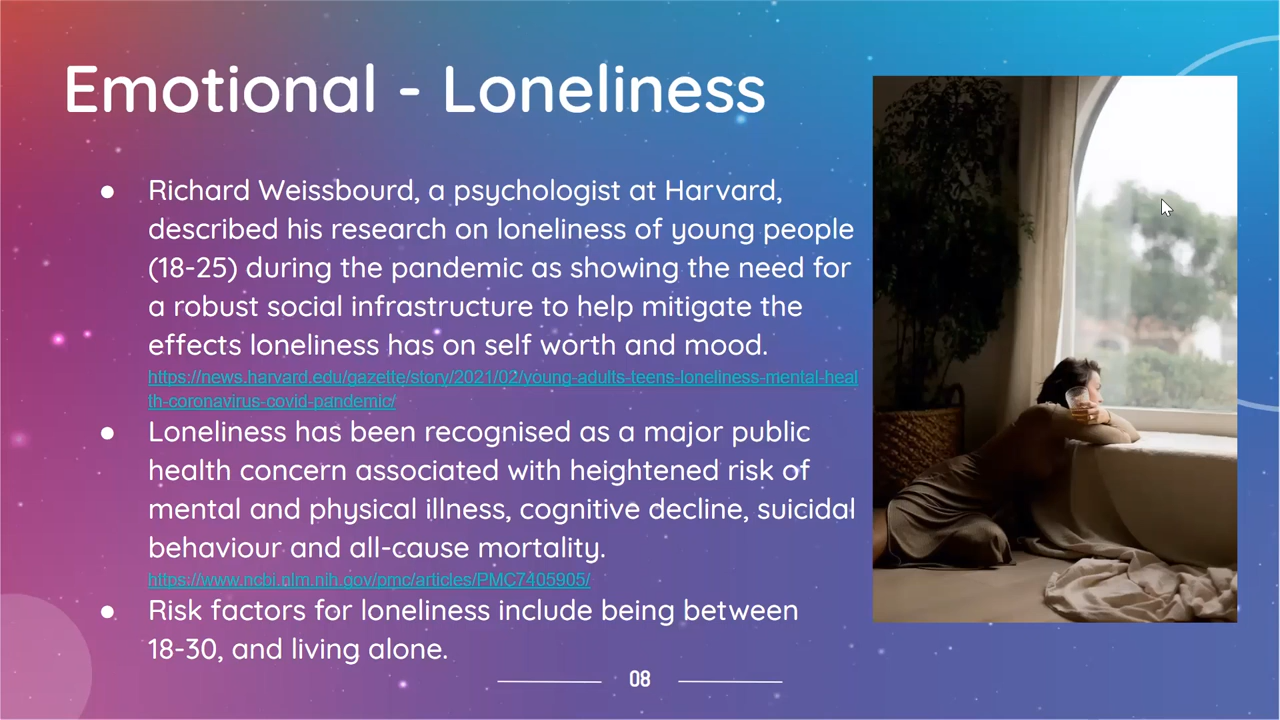 Emotional - Loneliness
● Richard Weissbourd, a psychologist at Harvard,
described his research on loneliness of young people
(18-25) during the pandemic as showing the need for
a robust social infrastructure to help mitigate the
effects loneliness has on self worth and mood.
https://news.harvard.edu/gazette/story/2021/02/young-adults-teens-loneliness-mental-heal
th-coronavirus-covid-pandemic/
● Loneliness has been recognised as a major public
health concern associated with heightened risk of
mental and physical illness, cognitive decline, suicidal
behaviour and all-cause mortality.
https://www.ncbi.nlm.nih.gov/pmc/articles/PMC7405905/
● Risk factors for loneliness include being between
18-30, and living alone.
08